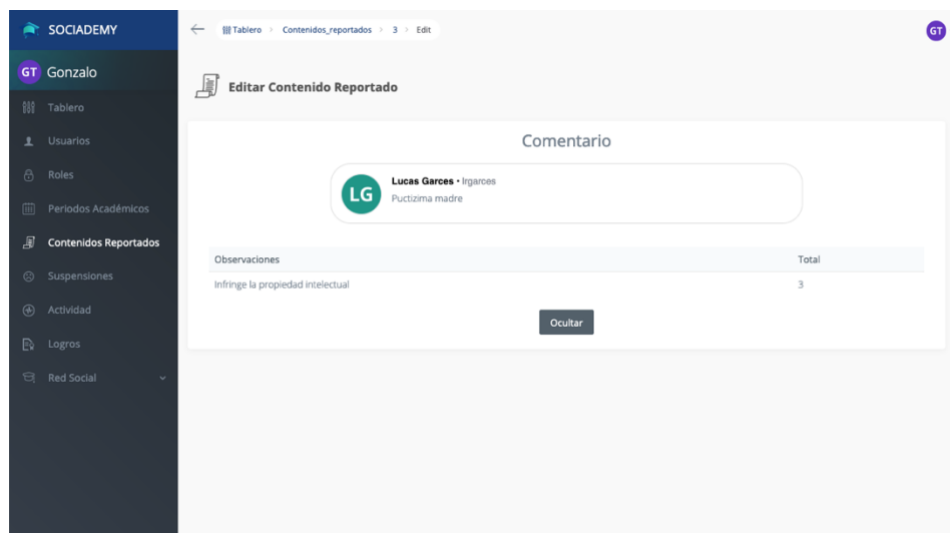 SOCIADEMY
Tablero > Contenidos_reportados > 3 > Edit
GT
GT Gonzalo
Tablero
Usuarios
Roles
Periodos Académicos
Contenidos Reportados
Suspensiones
Actividad
Logros
Red Social
Editar Contenido Reportado
Comentario
LG
Lucas Garces • lrgarces
Puctizima madre
Observaciones Total
Infringe la propiedad intelectual 3
Ocultar